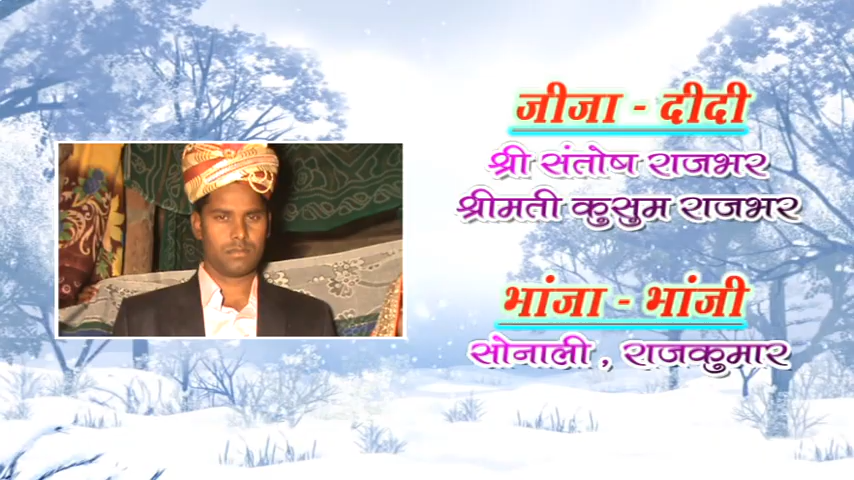 जीजा - दीदी
श्री संतोष राजभर
श्रीमती कुसुम राजभर
भांजा - भांजी
सोनाली , राजकुमार